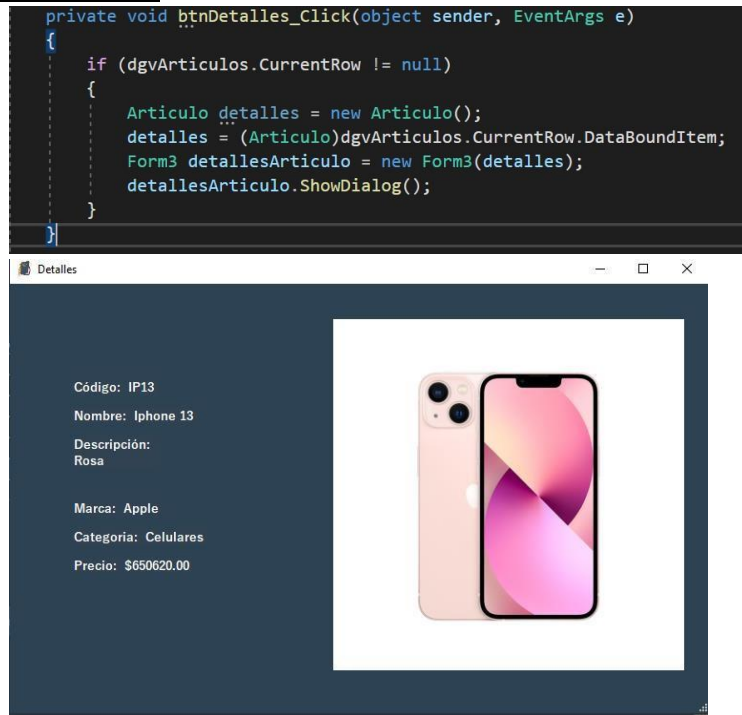 private void btnDetalles_Click(object sender, EventArgs e)
{
if (dgvArticulos.CurrentRow != null)
{
Articulo detalles = new Articulo();
detalles = (Articulo)dgvArticulos.CurrentRow.DataBoundItem;
Form3 detallesArticulo = new Form3(detalles);
detallesArticulo.ShowDialog();
}
}
Detalles
Código: IP13
Nombre: Iphone 13
Descripción:
Rosa
Marca: Apple
Categoria: Celulares
Precio: $650620.00